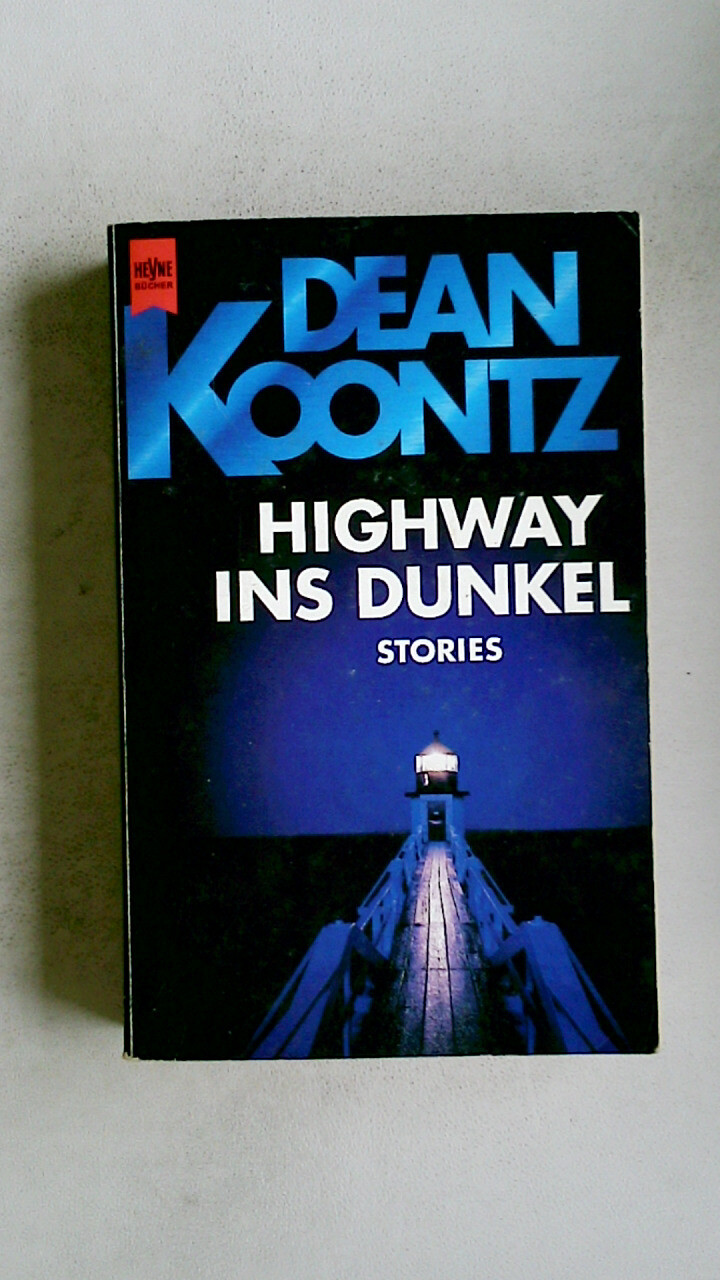 HEYNE
BÜCHER
DEAN
KOONTZ
HIGHWAY
INS DUNKEL
STORIES